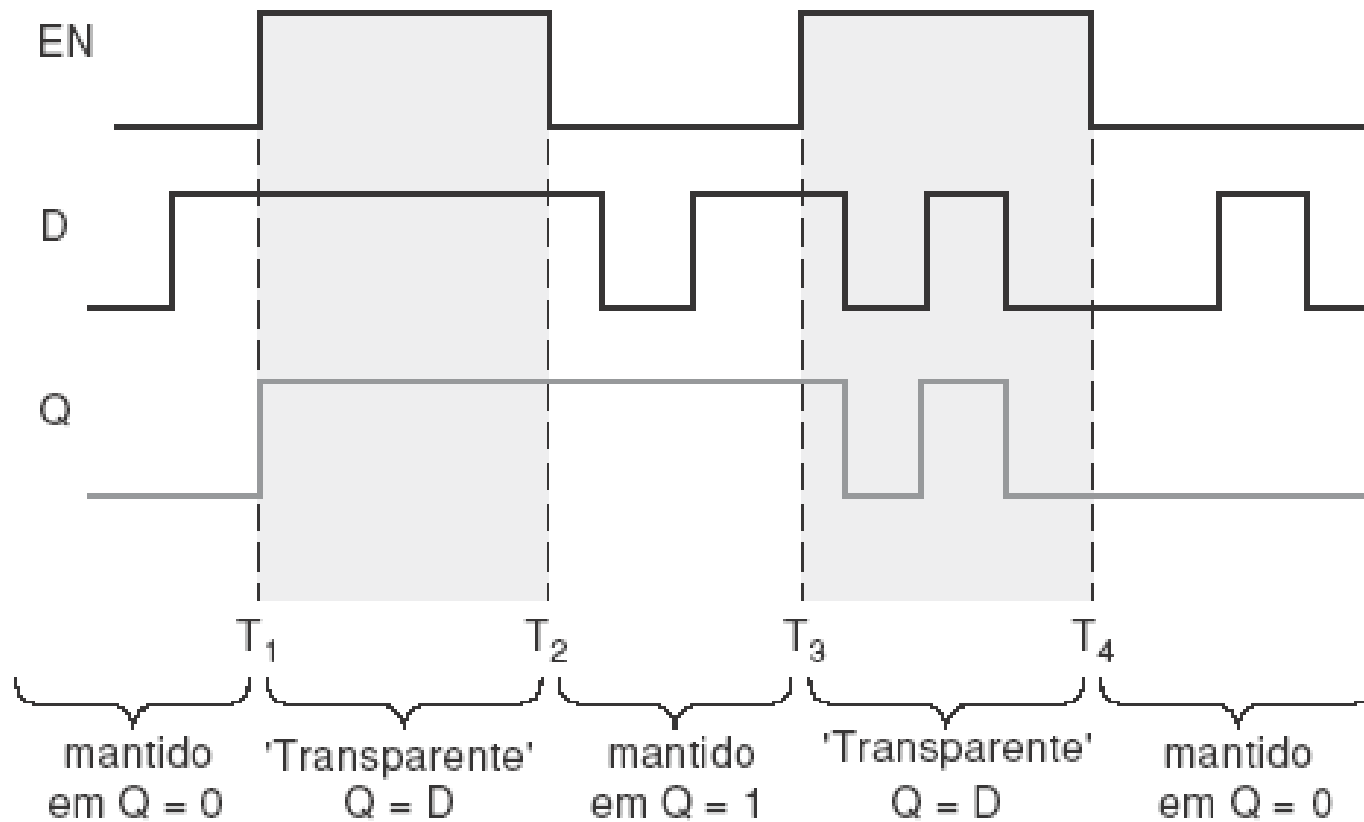 EN
D
Q
T1 T2 T3 T4
mantido 'Transparente' mantido 'Transparente' mantido
em Q = 0 Q = D em Q = 1 Q = D em Q = 0